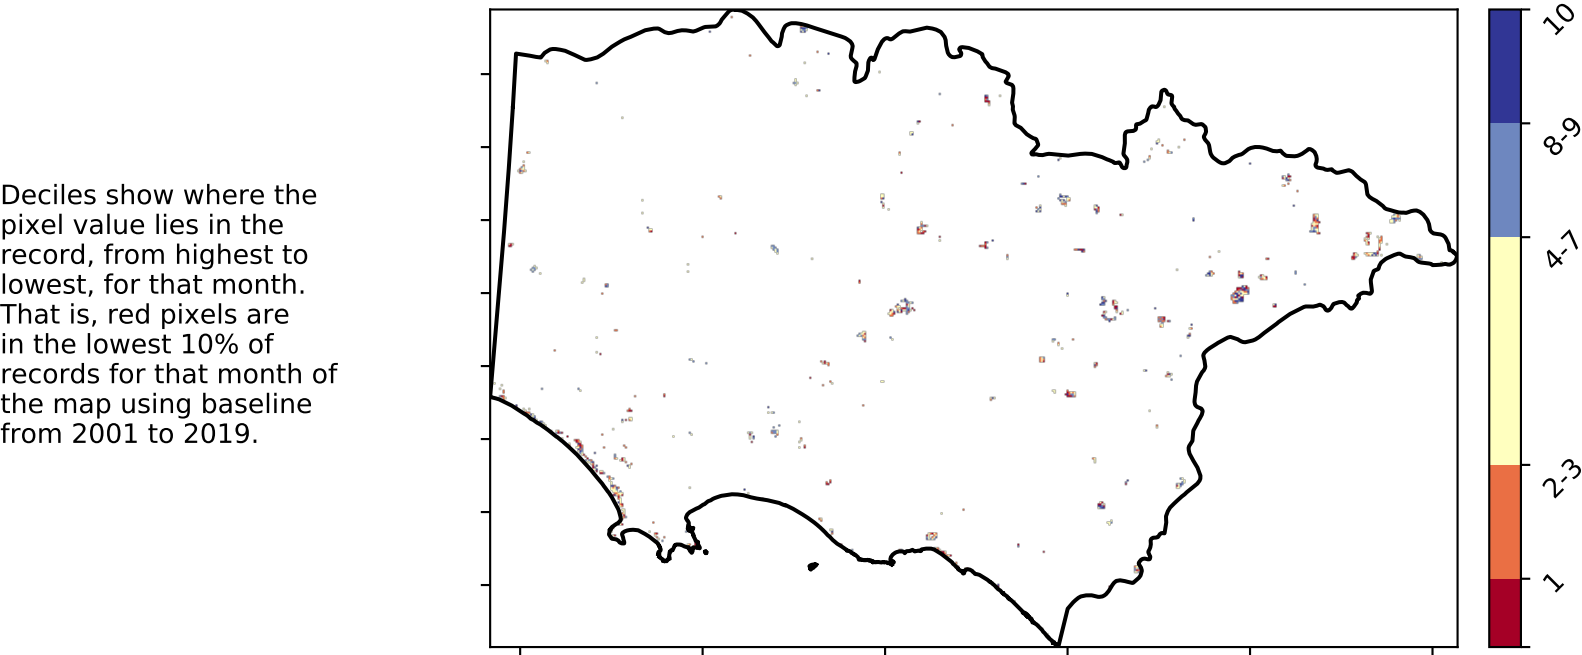 Deciles show where the
pixel value lies in the
record, from highest to
lowest, for that month.
That is, red pixels are
in the lowest 10% of
records for that month of
the map using baseline
from 2001 to 2019.
10
8-9
4-7
2-3
1